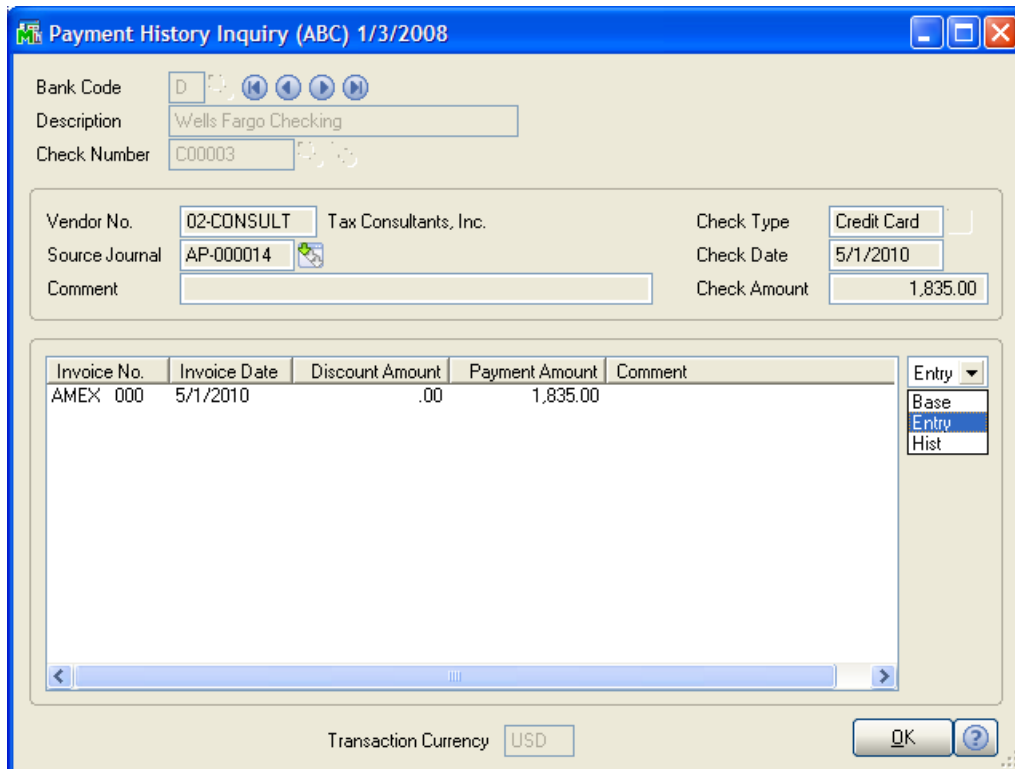 Payment History Inquiry (ABC) 1/3/2008
Bank Code D
Description Wells Fargo Checking
Check Number C00003
Vendor No. 02-CONSULT Tax Consultants, Inc. Check Type Credit Card
Source Journal AP-000014 Check Date 5/1/2010
Comment Check Amount 1,835.00
Invoice No. Invoice Date Discount Amount Payment Amount Comment Entry
AMEX 000 5/1/2010 .00 1,835.00 Base
Entry
Hist
Transaction Currency USD OK ?